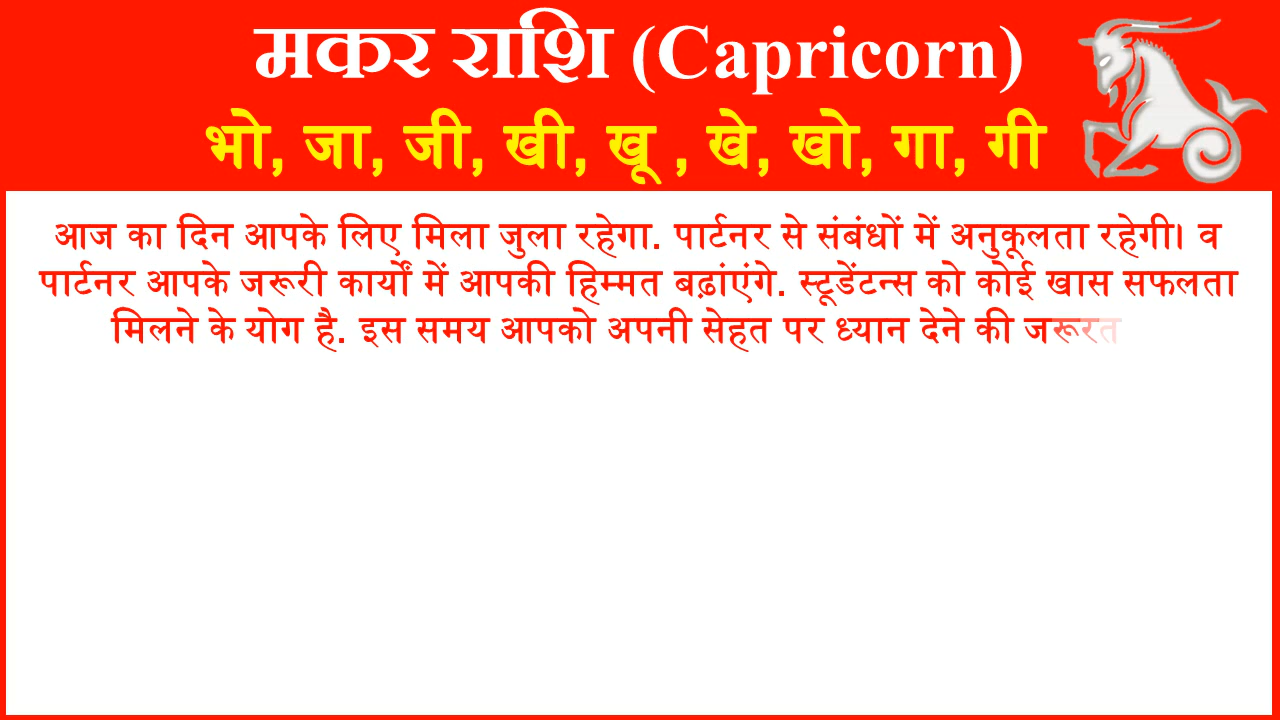 मकर राशि (Capricorn)
भो, जा, जी, खी, खू , खे, खो, गा, गी
आज का दिन आपके लिए मिला जुला रहेगा. पार्टनर से संबंधों में अनुकूलता रहेगी। व
पार्टनर आपके जरूरी कार्यों में आपकी हिम्मत बढ़ांएंगे. स्टूडेंटन्स को कोई खास सफलता
मिलने के योग है. इस समय आपको अपनी सेहत पर ध्यान देने की जरूरत